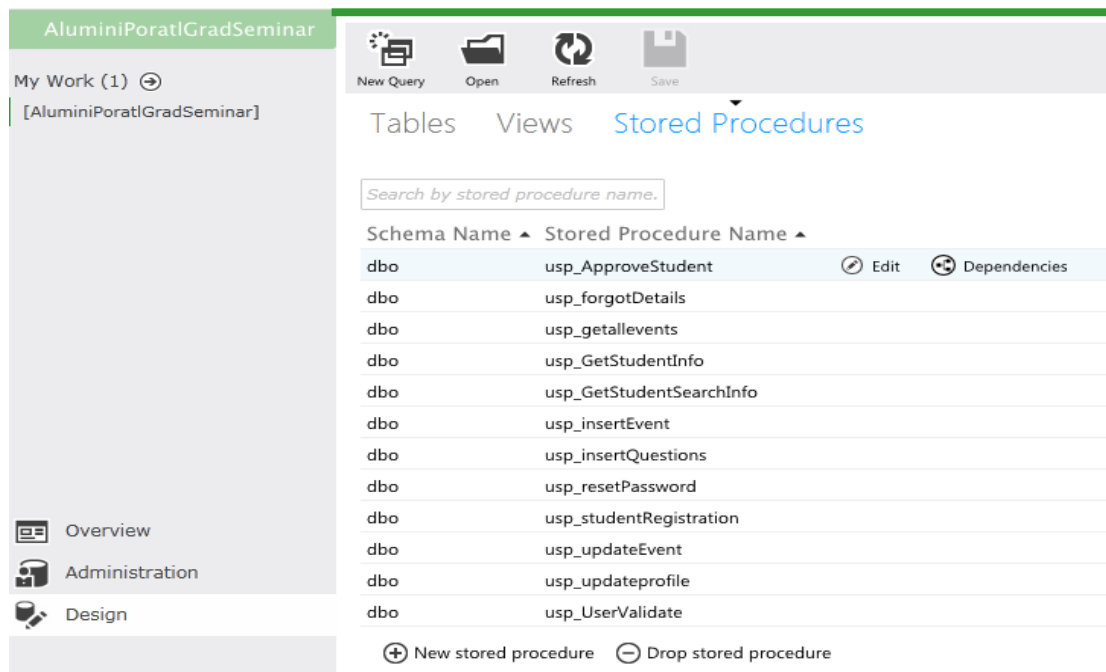 AluminiPoratlGradSeminar
My Work (1)
[AluminiPoratlGradSeminar]
Overview
Administration
Design
New Query Open Refresh Save
Tables Views Stored Procedures
Search by stored procedure name.
Schema Name Stored Procedure Name
dbo usp_ApproveStudent Edit Dependencies
dbo usp_forgotDetails
dbo usp_getallevents
dbo usp_GetStudentInfo
dbo usp_GetStudentSearchInfo
dbo usp_insertEvent
dbo usp_insertQuestions
dbo usp_resetPassword
dbo usp_studentRegistration
dbo usp_updateEvent
dbo usp_updateprofile
dbo usp_UserValidate
New stored procedure Drop stored procedure